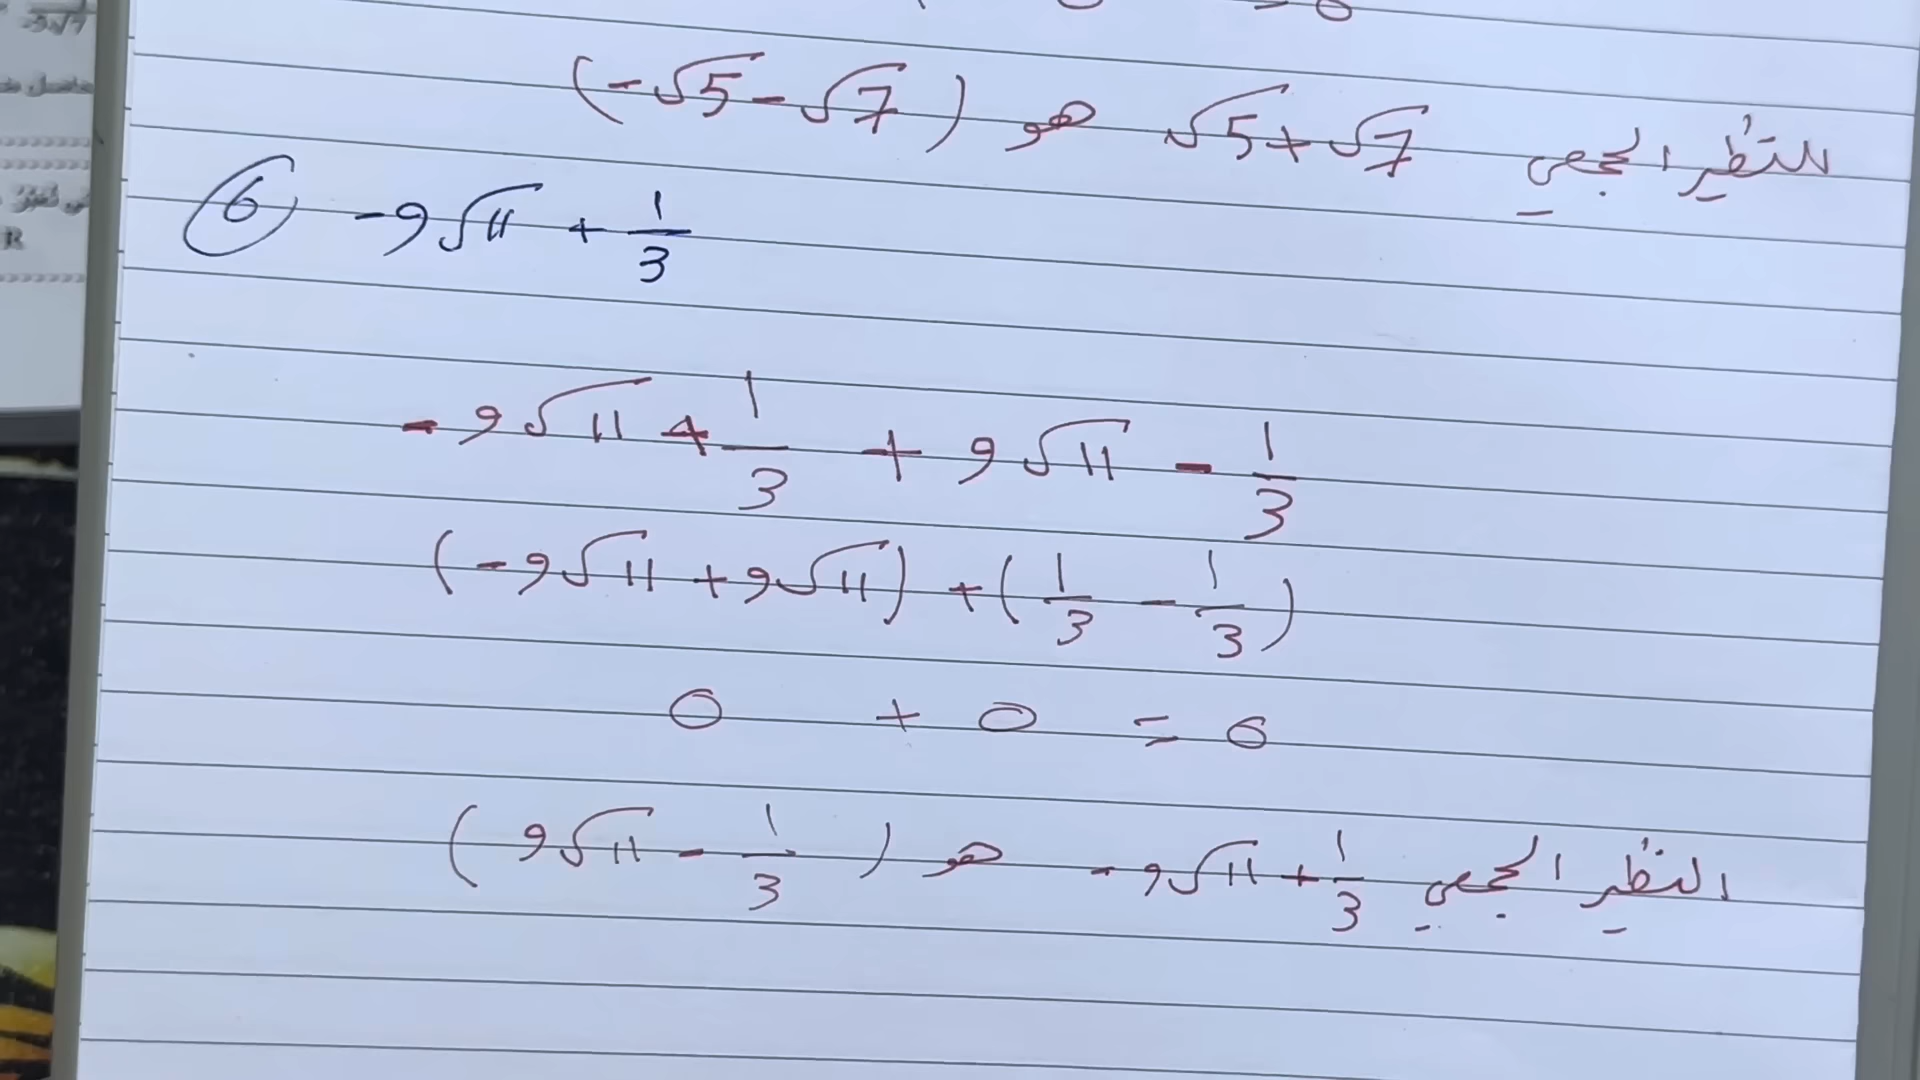 النظير الجمعي √5+√7 هو (-√5-√7)
⑥ -9√11 + 1/3
-9√11 + 1/3 + 9√11 - 1/3
(-9√11 + 9√11) + (1/3 - 1/3)
0 + 0 = 0
النظير الجمعي -9√11 + 1/3 هو (9√11 - 1/3)